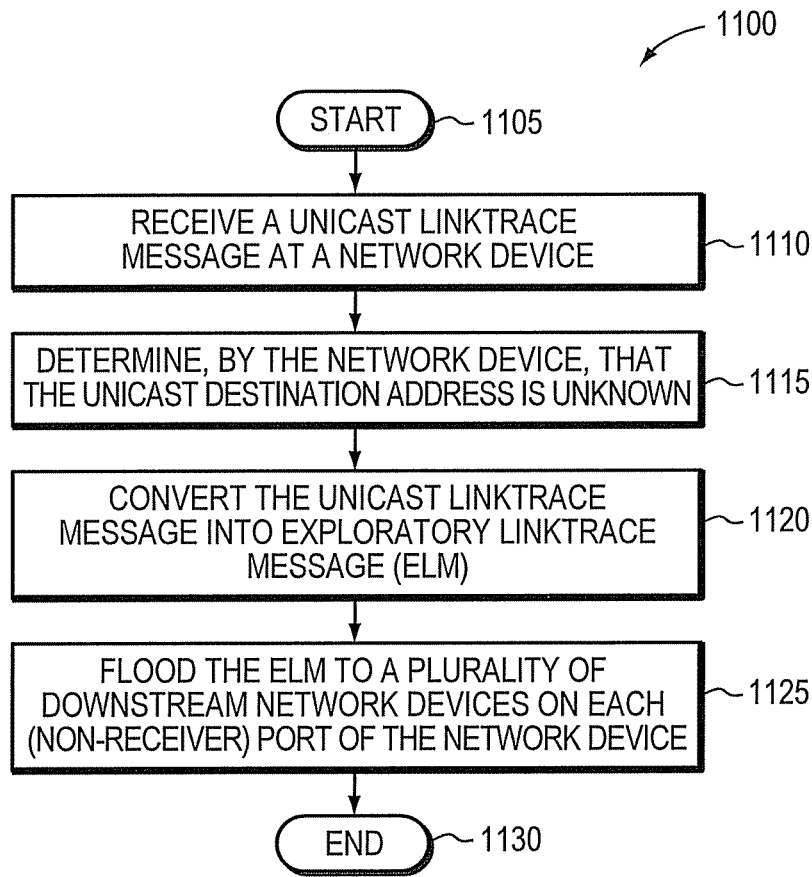 1100
START
1105
RECEIVE A UNICAST LINKTRACE
MESSAGE AT A NETWORK DEVICE
1110
DETERMINE, BY THE NETWORK DEVICE, THAT
THE UNICAST DESTINATION ADDRESS IS UNKNOWN
1115
CONVERT THE UNICAST LINKTRACE
MESSAGE INTO EXPLORATORY LINKTRACE
MESSAGE (ELM)
1120
FLOOD THE ELM TO A PLURALITY OF
DOWNSTREAM NETWORK DEVICES ON EACH
(NON-RECEIVER) PORT OF THE NETWORK DEVICE
1125
END
1130